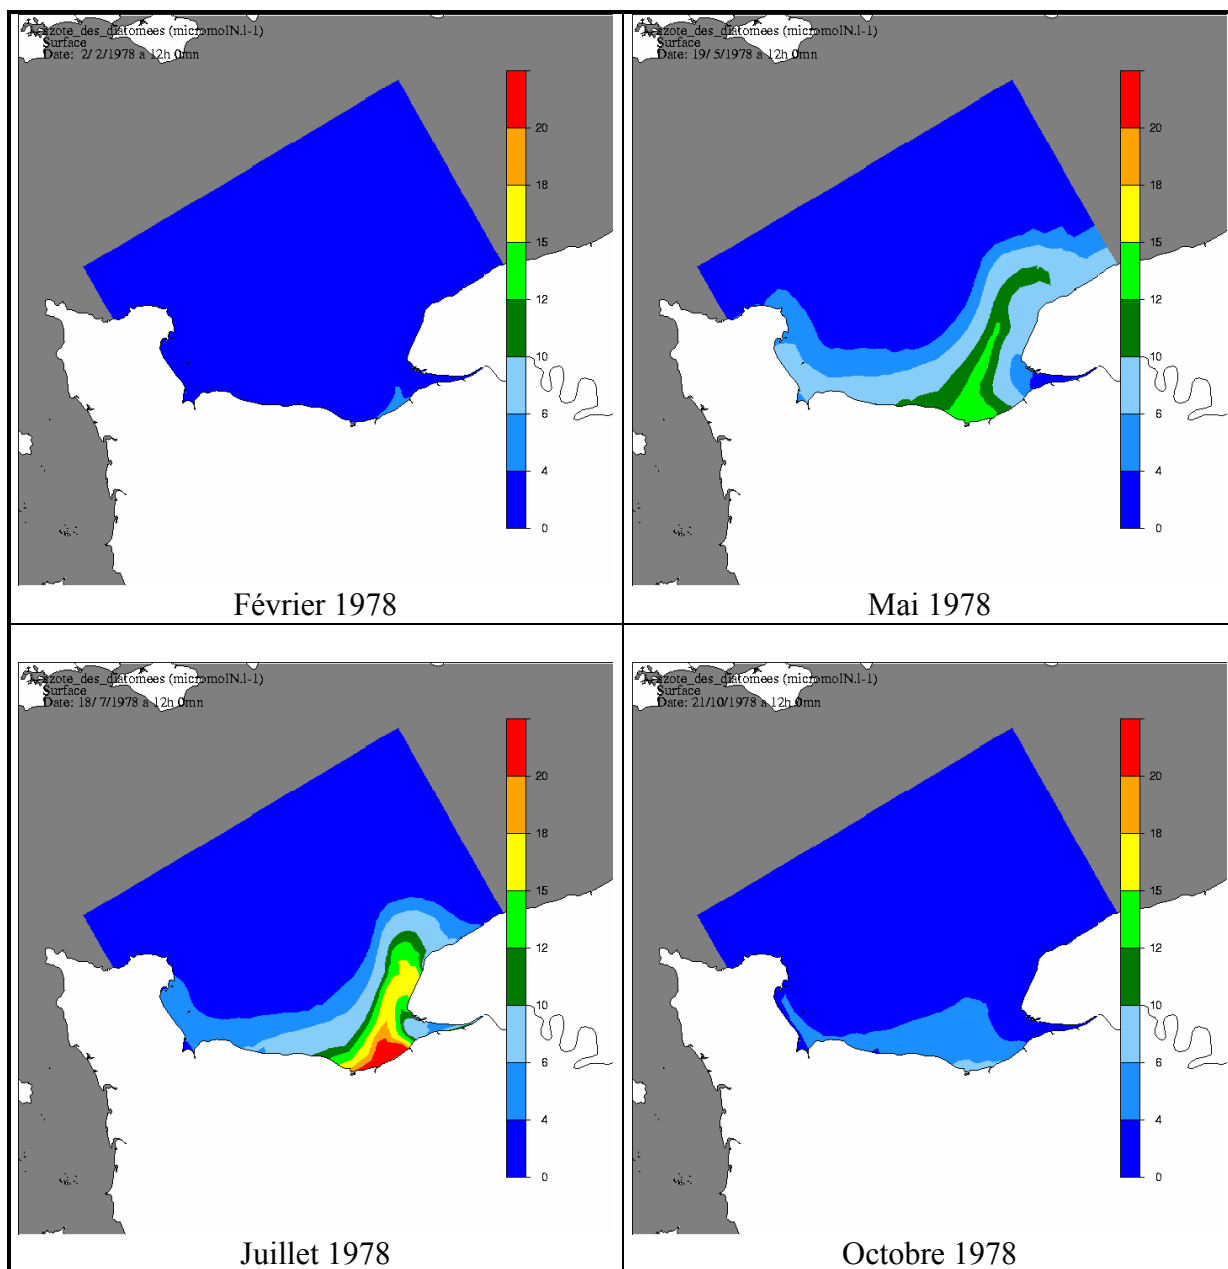 (micromolN.l-1)
Surface
Date: 2/ 2/1978 a 12h 0mn
20
18
15
12
10
6
4
0
Février 1978
(micromolN.l-1)
Surface
Date: 19/ 5/1978 a 12h 0mn
20
18
15
12
10
6
4
0
Mai 1978
(micromolN.l-1)
Surface
Date: 18/ 7/1978 a 12h 0mn
20
18
15
12
10
6
4
0
Juillet 1978
(micromolN.l-1)
Surface
Date: 21/10/1978 a 12h 0mn
20
18
15
12
10
6
4
0
Octobre 1978